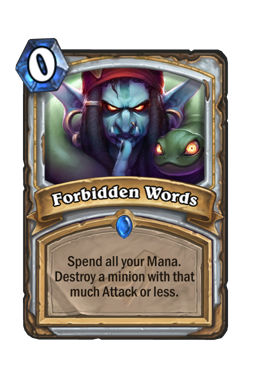 0
Forbidden Words
Spend all your Mana.
Destroy a minion with that
much Attack or less.